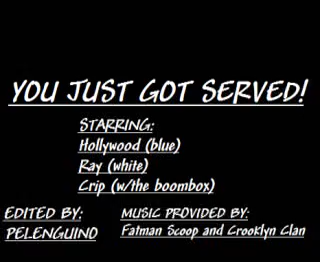 YOU JUST GOT SERVED!
STARRING:
Hollywood (blue)
Ray (white)
Crip (w/the boombox)
EDITED BY:
PELENGUINO
MUSIC PROVIDED BY:
Fatman Scoop and Crooklyn Clan